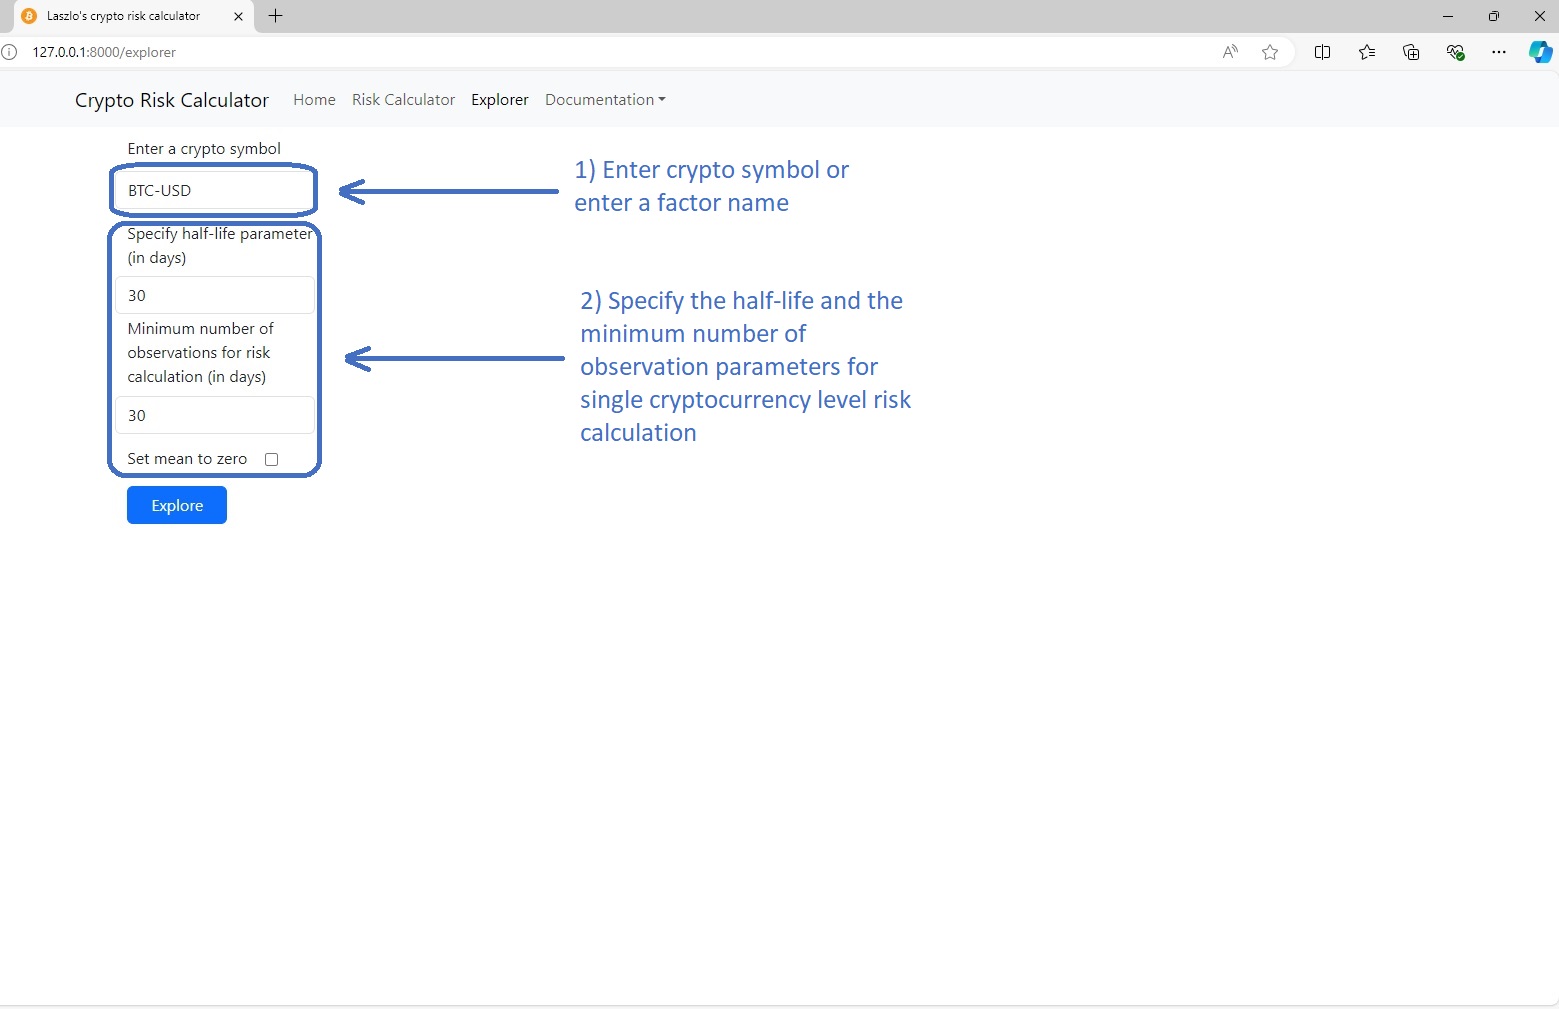 Laszlo's crypto risk calculator
127.0.0.1:8000/explorer
Crypto Risk Calculator Home Risk Calculator Explorer Documentation
Enter a crypto symbol
BTC-USD
1) Enter crypto symbol or
enter a factor name
Specify half-life parameter
(in days)
30
Minimum number of
observations for risk
calculation (in days)
30
Set mean to zero
2) Specify the half-life and the
minimum number of
observation parameters for
single cryptocurrency level risk
calculation
Explore